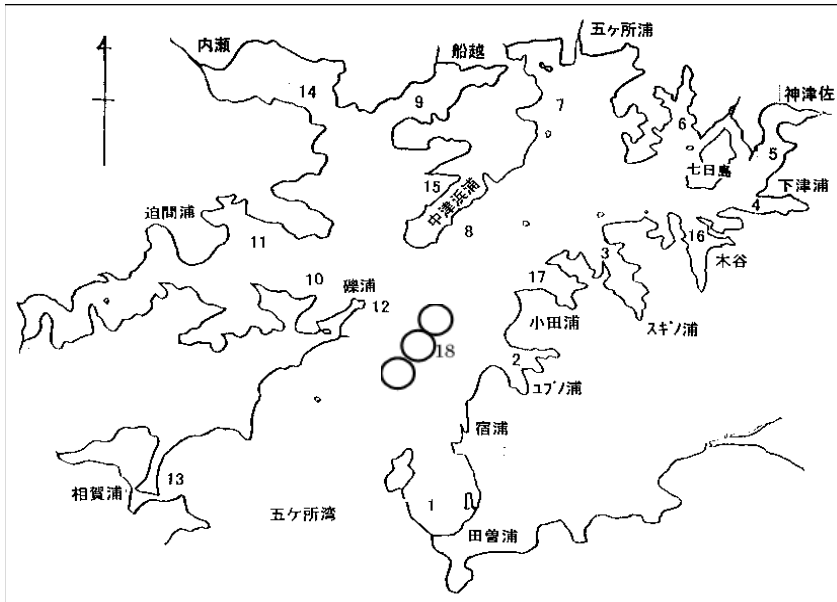 五ヶ所浦
内瀬
船越
神津佐
14
9
7
6
5
七日島
下津浦
15
中津浜浦
4
迫間浦
8
16
11
3
木谷
17
10
礫浦
12
小田浦
スギノ浦
18
2
ユブノ浦
宿浦
13
相賀浦
1
五ケ所湾
田曽浦